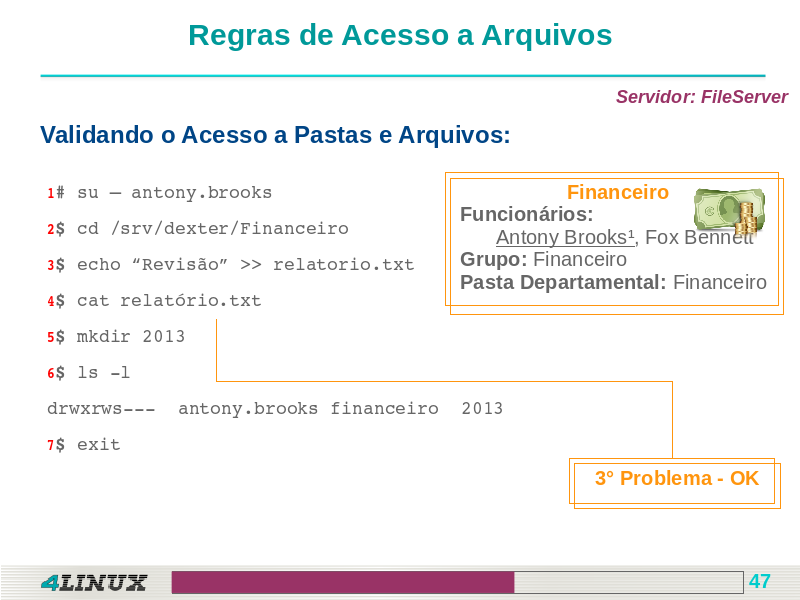 Regras de Acesso a Arquivos
Servidor: FileServer
Validando o Acesso a Pastas e Arquivos:
1# su – antony.brooks
2$ cd /srv/dexter/Financeiro
3$ echo “Revisão” >> relatorio.txt
4$ cat relatório.txt
5$ mkdir 2013
6$ ls -l
drwxrws--- antony.brooks financeiro 2013
7$ exit
Financeiro
Funcionários:
Antony Brooks¹, Fox Bennett
Grupo: Financeiro
Pasta Departamental: Financeiro
3° Problema - OK
4LINUX
47